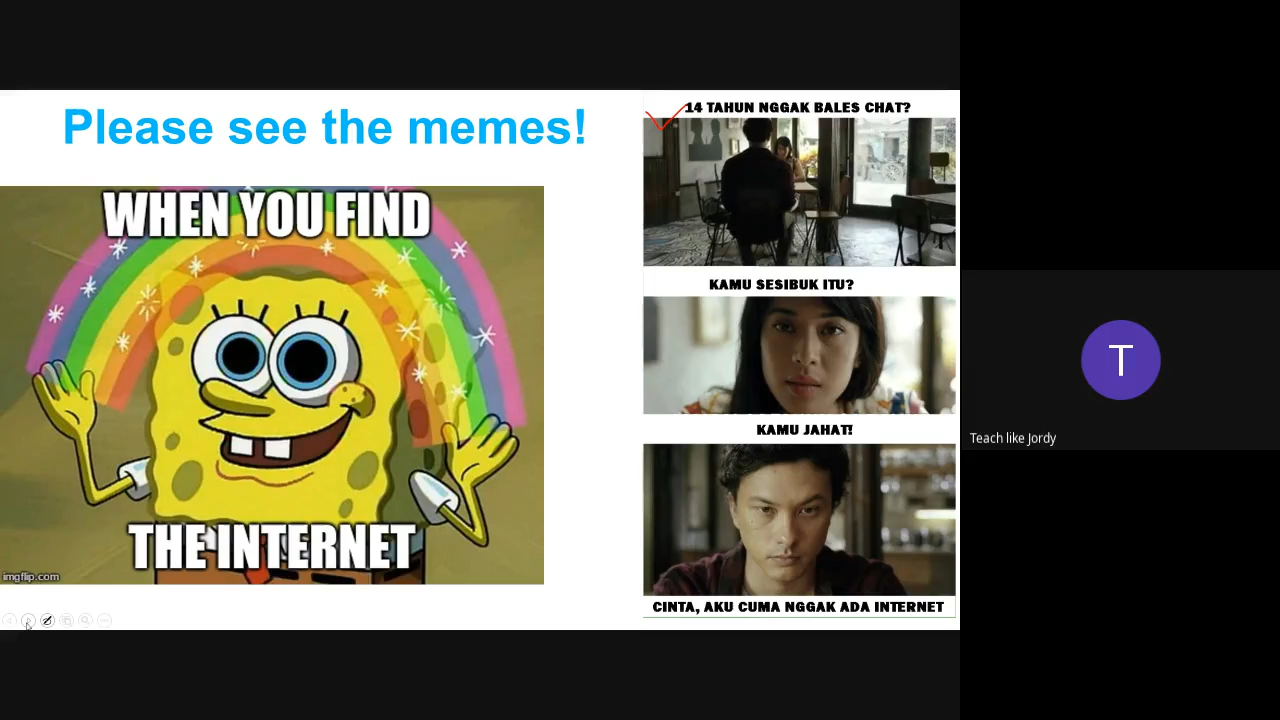 Please see the memes!
WHEN YOU FIND
THE INTERNET
imgflip.com
14 TAHUN NGGAK BALES CHAT?
KAMU SESIBUK ITU?
KAMU JAHAT!
CINTA, AKU CUMA NGGAK ADA INTERNET
T
Teach like Jordy